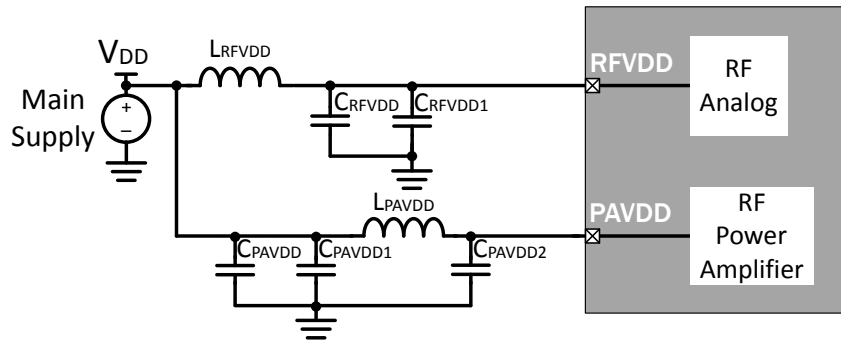 VDD
LRFVDD
Main
Supply
+
–
CRFVDD
CRFVDD1
RFVDD
RF
Analog
LPAVDD
CPAVDD
CPAVDD1
CPAVDD2
PAVDD
RF
Power
Amplifier